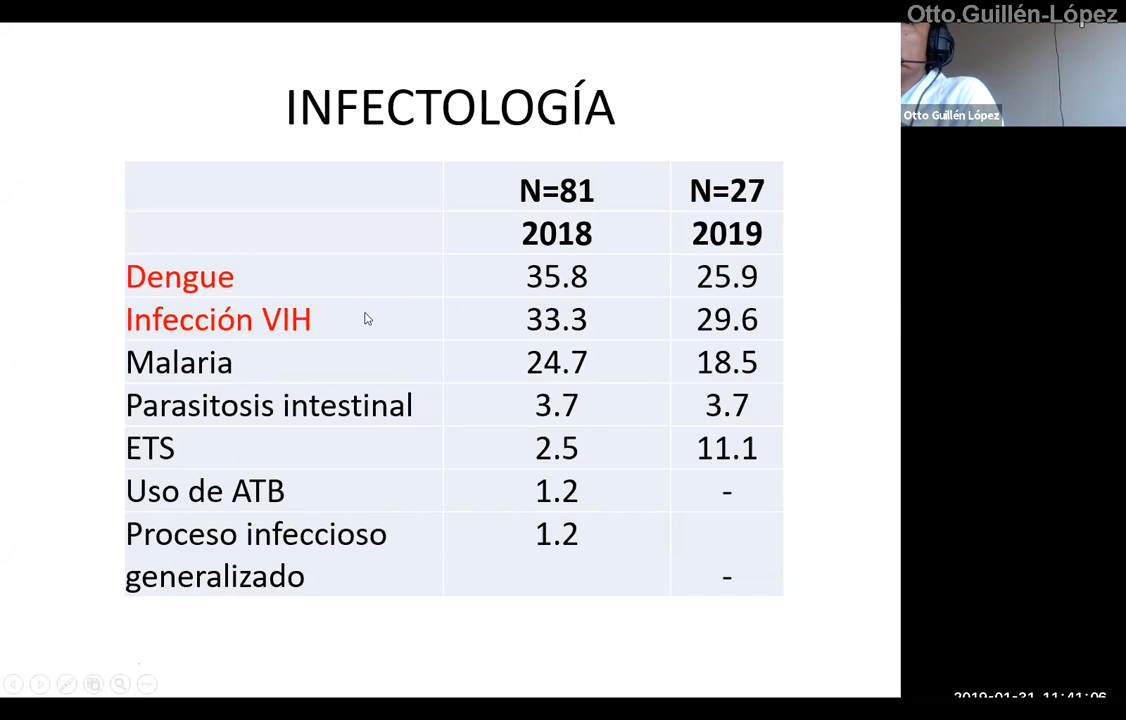 Otto.Guillén-López
Otto Guillén López
INFECTOLOGÍA
N=81 N=27
2018 2019
Dengue 35.8 25.9
Infección VIH 33.3 29.6
Malaria 24.7 18.5
Parasitosis intestinal 3.7 3.7
ETS 2.5 11.1
Uso de ATB 1.2 -
Proceso infeccioso 1.2
generalizado -
2019-01-31 11:41:06